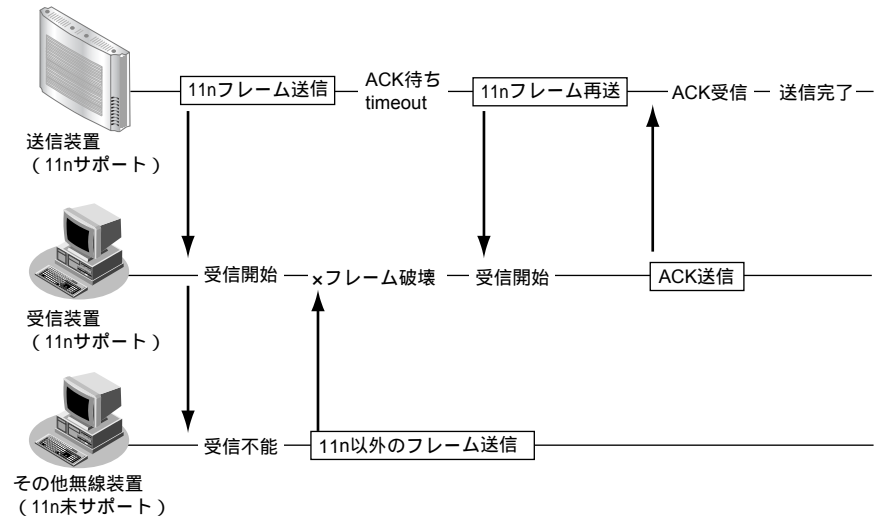 11nフレーム送信
ACK待ち
timeout
11nフレーム再送
ACK受信
送信完了
送信装置
（11nサポート）
受信開始
×フレーム破壊
受信開始
ACK送信
受信装置
（11nサポート）
受信不能
11n以外のフレーム送信
その他無線装置
（11n未サポート）